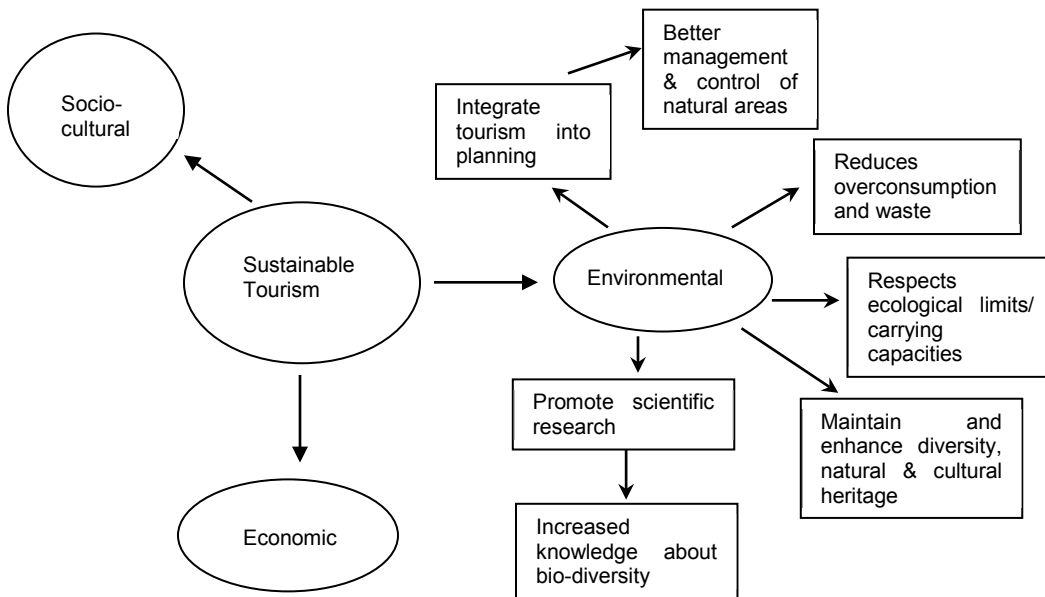 Socio-
cultural
Sustainable
Tourism
Economic
Environmental
Integrate
tourism into
planning
Better
management
& control of
natural areas
Reduces
overconsumption
and waste
Respects
ecological limits/
carrying
capacities
Maintain and
enhance diversity,
natural & cultural
heritage
Promote scientific
research
Increased
knowledge about
bio-diversity